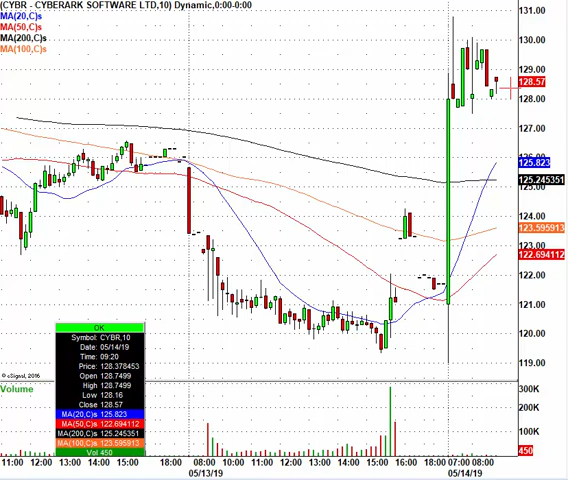 (CYBR - CYBERARK SOFTWARE LTD,10) Dynamic,0:00-0:00
MA(20,C)s
MA(50,C)s
MA(200,C)s
MA(100,C)s
131.00
130.00
129.00
128.57
128.00
127.00
126.00
125.823
125.245351
125.00
124.00
123.595913
123.00
122.694112
122.00
121.00
120.00
119.00
OK
Symbol: CYBR,10
Date: 05/14/19
Time: 09:20
Price: 128.378453
Open: 128.7499
High: 128.7499
Low: 128.16
Close: 128.57
MA(20,C)s 125.823
MA(50,C)s 122.694112
MA(200,C)s 125.245351
MA(100,C)s 123.595913
Vol 450
© eSignal, 2016
Volume
300K
200K
100K
450
11:00 12:00 13:00 14:00 15:00 18:00 08:00 09:00 10:00 11:00 12:00 13:00 14:00 15:00 16:00 18:00 07:00 08:00
05/13/19 05/14/19